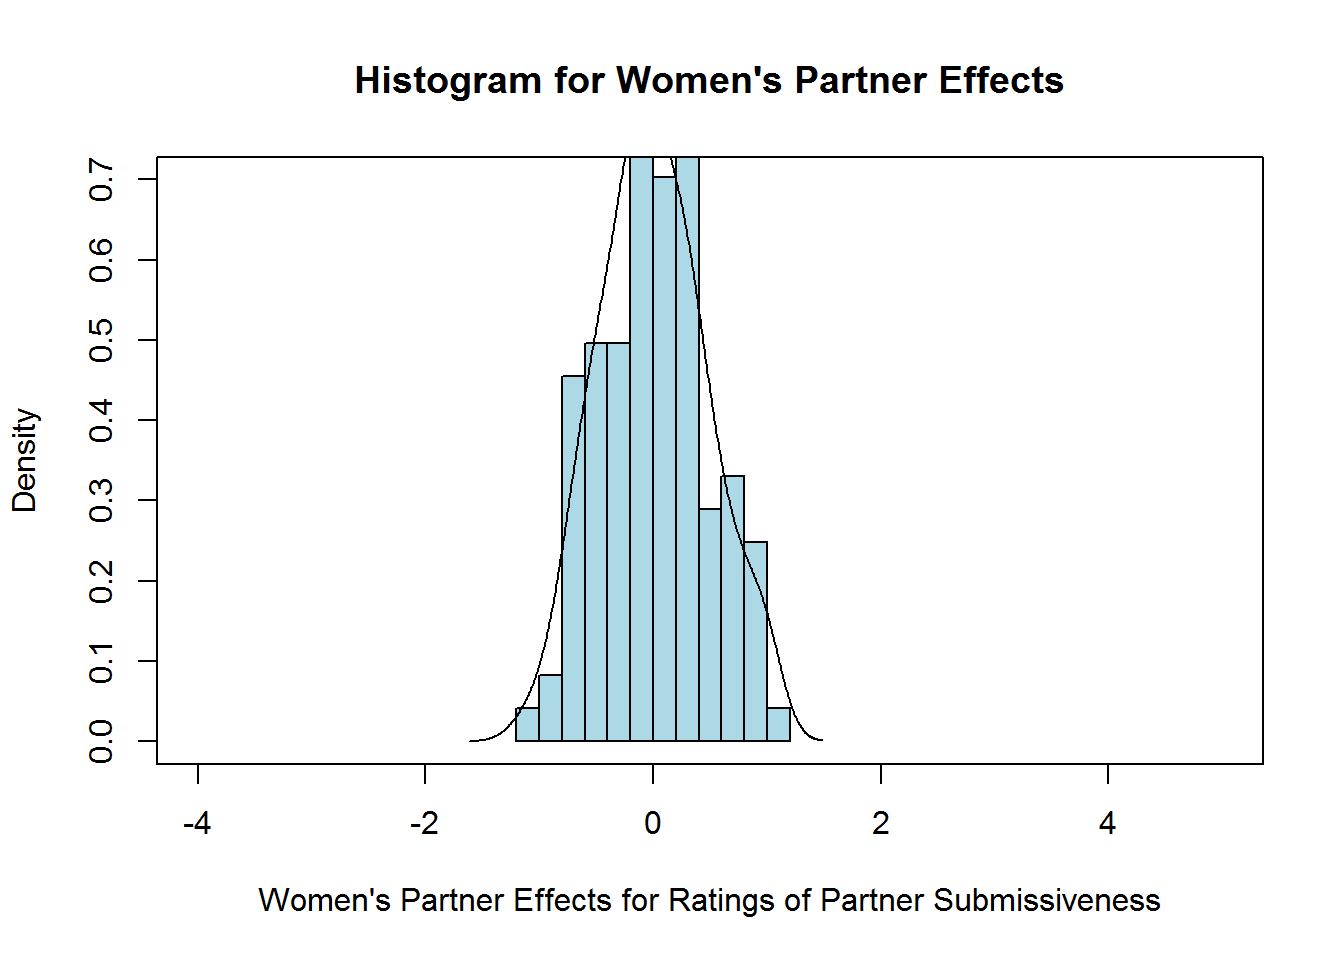 Histogram for Women's Partner Effects
Density
0.7
0.6
0.5
0.4
0.3
0.2
0.1
0.0
-4 -2 0 2 4
Women's Partner Effects for Ratings of Partner Submissiveness